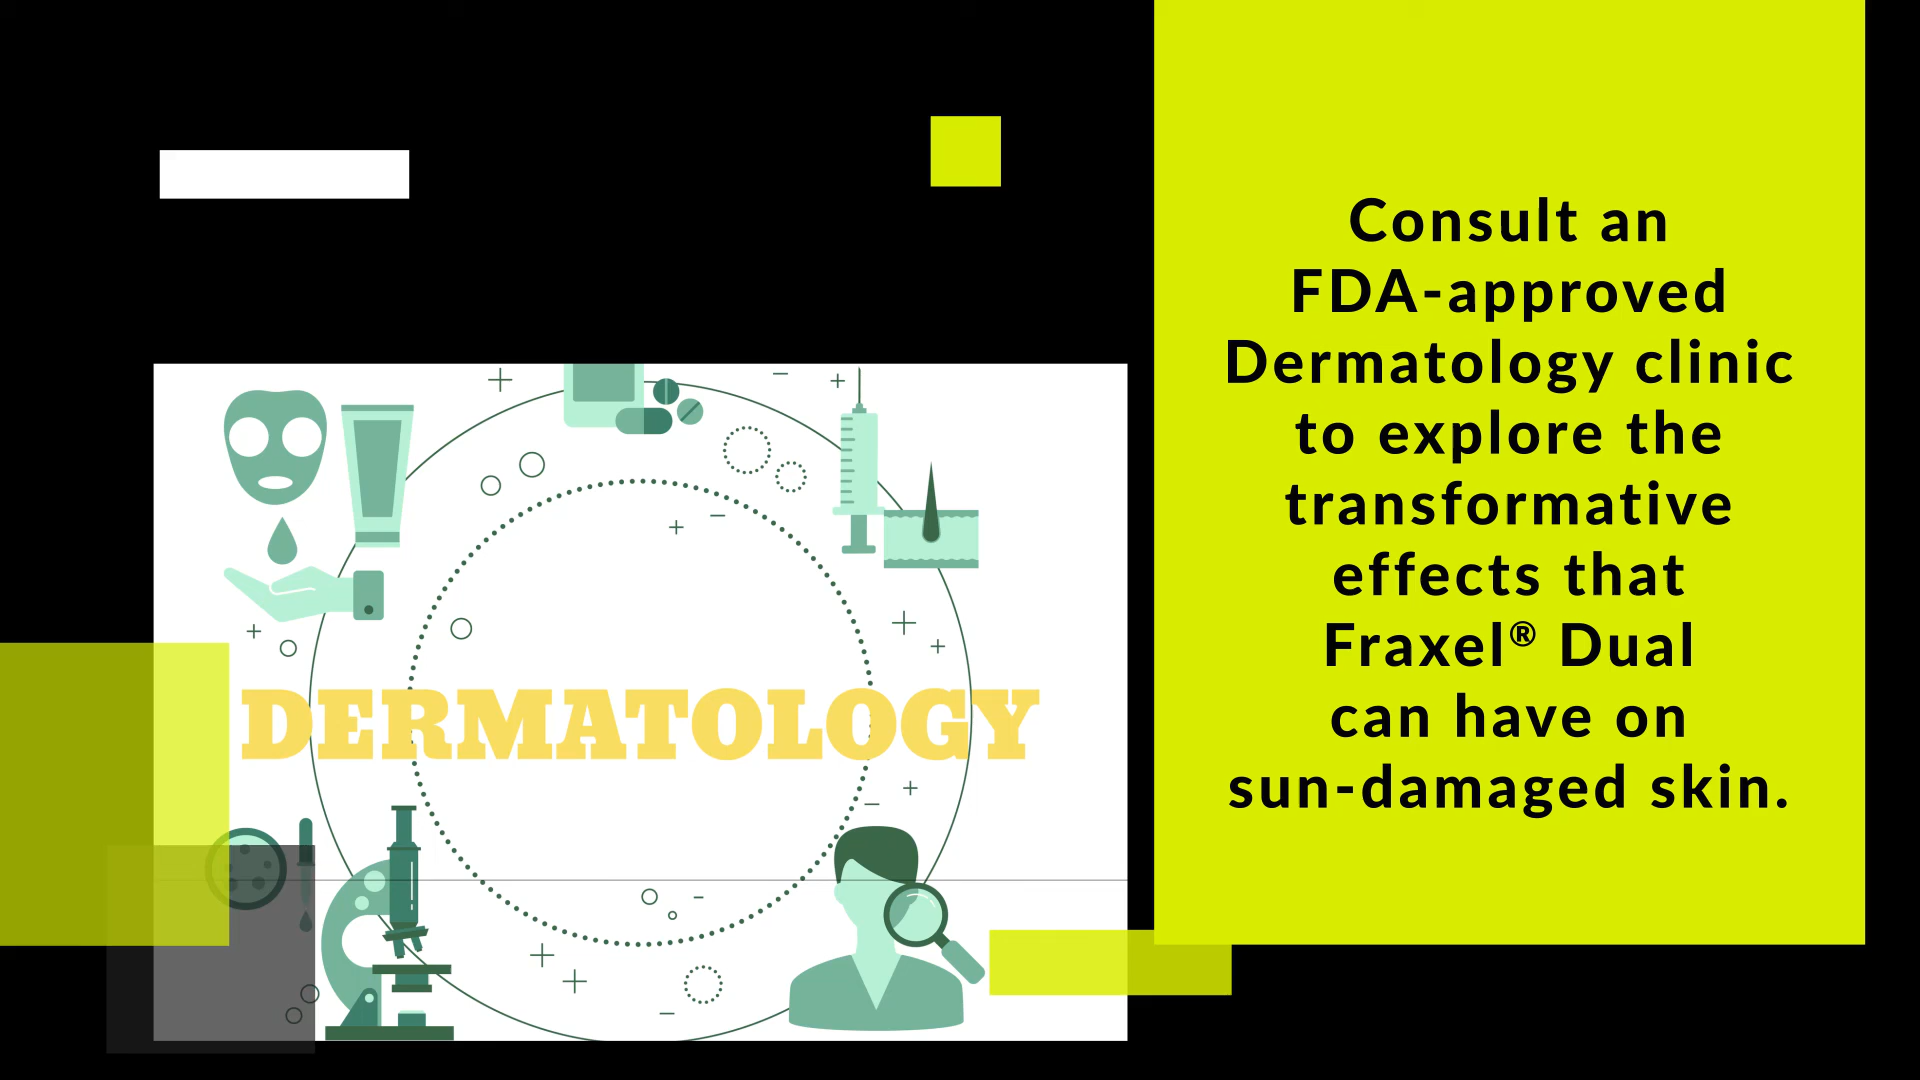 Consult an
FDA-approved
Dermatology clinic
to explore the
transformative
effects that
Fraxel® Dual
can have on
sun-damaged skin.
DERMATOLOGY